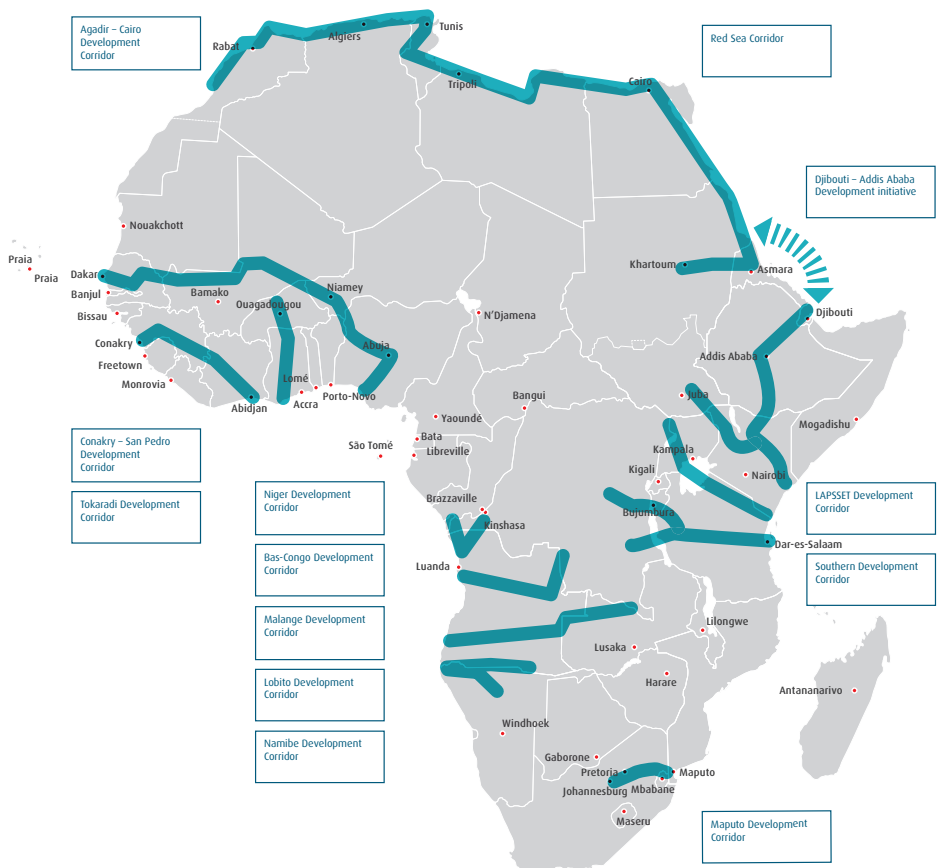 Agadir – Cairo
Development
Corridor
Rabat
Algiers
Tunis
Tripoli
Cairo
Red Sea Corridor
Djibouti – Addis Ababa
Development initiative
Nouakchott
Praia
Praia
Dakar
Banjul
Bissau
Bamako
Ouagadougou
Niamey
N'Djamena
Khartoum
Asmara
Djibouti
Conakry
Freetown
Monrovia
Abidjan
Lomé
Accra
Porto-Novo
Abuja
Addis Ababa
Bangui
Juba
Mogadishu
Yaoundé
Bata
São Tomé
Libreville
Kampala
Kigali
Nairobi
Conakry – San Pedro
Development
Corridor
Tokaradi Development
Corridor
Niger Development
Corridor
Brazzaville
Kinshasa
Bujumbura
LAPSSET Development
Corridor
Dar-es-Salaam
Southern Development
Corridor
Bas-Congo Development
Corridor
Luanda
Malange Development
Corridor
Lilongwe
Lusaka
Lobito Development
Corridor
Harare
Antananarivo
Namibe Development
Corridor
Windhoek
Gaborone
Pretoria
Maputo
Johannesburg
Mbabane
Maseru
Maputo Development
Corridor